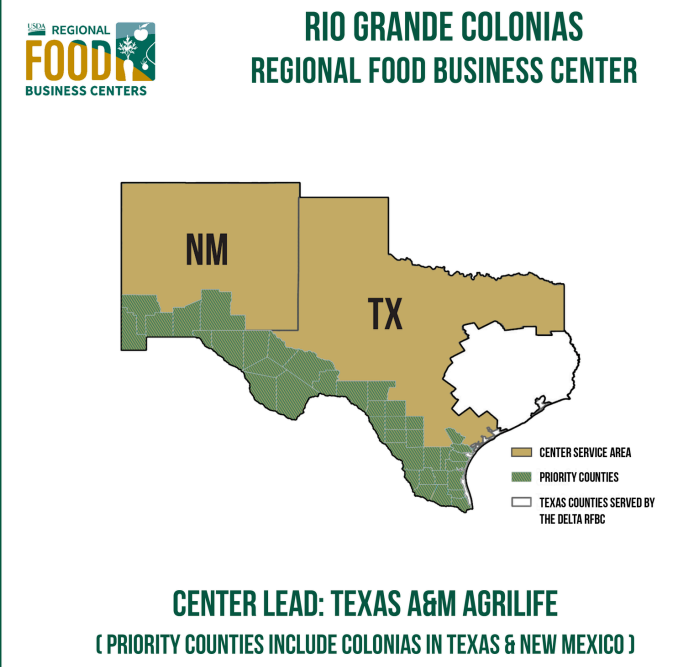 USDA REGIONAL
FOOD
BUSINESS CENTERS
RIO GRANDE COLONIAS
REGIONAL FOOD BUSINESS CENTER
NM
TX
CENTER SERVICE AREA
PRIORITY COUNTIES
TEXAS COUNTIES SERVED BY
THE DELTA RFBC
CENTER LEAD: TEXAS A&M AGRILIFE
( PRIORITY COUNTIES INCLUDE COLONIAS IN TEXAS & NEW MEXICO )